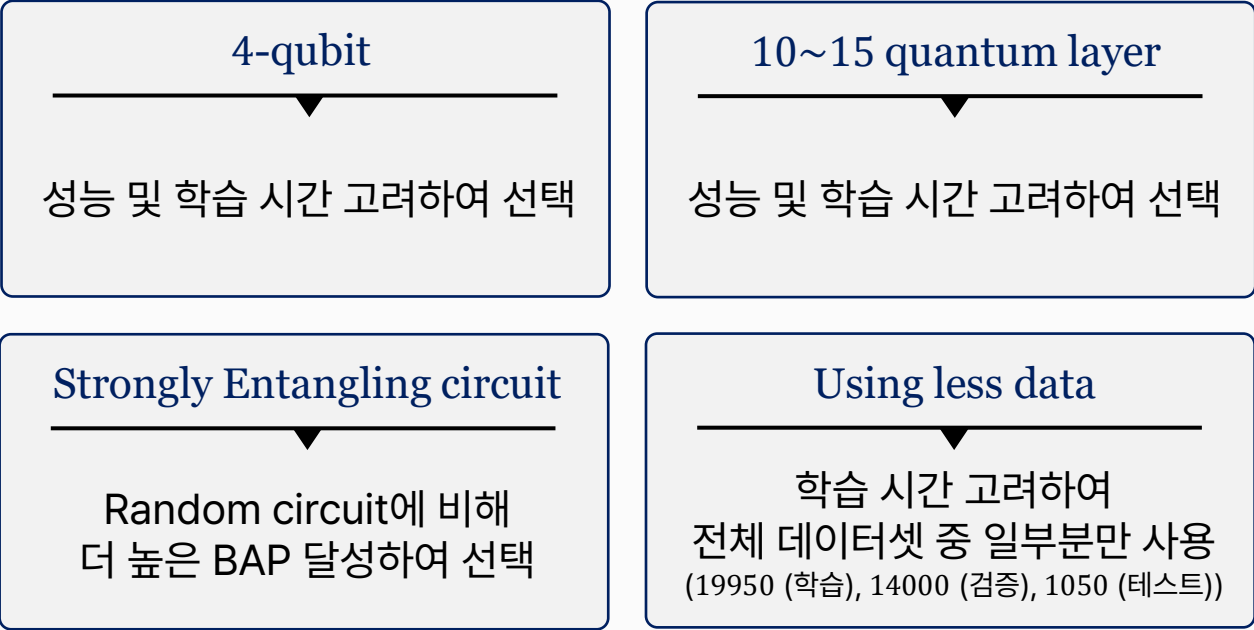 4-qubit
성능 및 학습 시간 고려하여 선택
10~15 quantum layer
성능 및 학습 시간 고려하여 선택
Strongly Entangling circuit
Random circuit에 비해
더 높은 BAP 달성하여 선택
Using less data
학습 시간 고려하여
전체 데이터셋 중 일부분만 사용
(19950 (학습), 14000 (검증), 1050 (테스트))